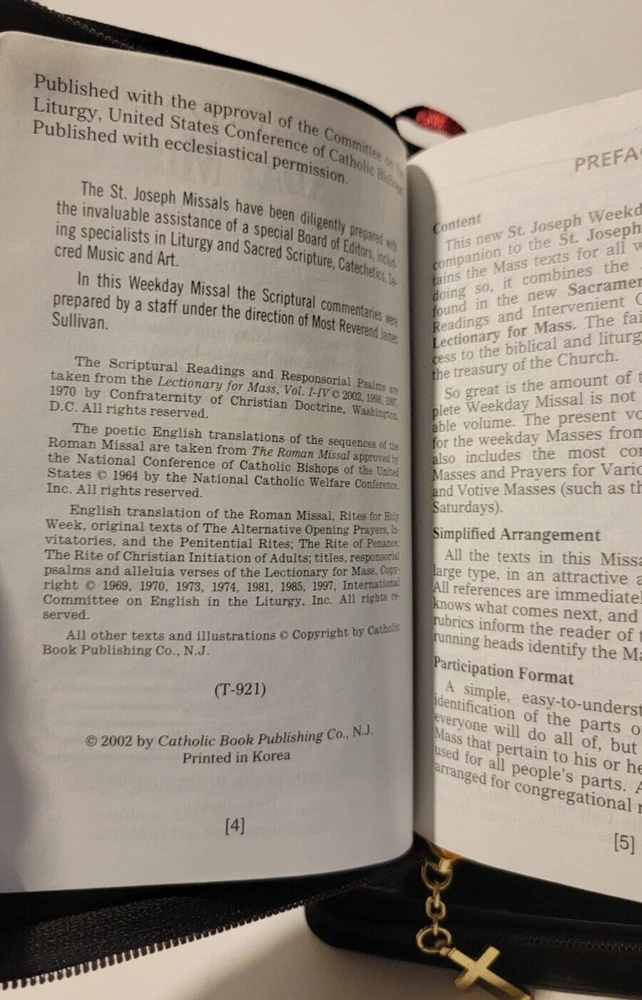 Published with the approval of the Committee on the
Liturgy, United States Conference of Catholic Bishops.
Published with ecclesiastical permission.
The St. Joseph Missals have been diligently prepared with
the invaluable assistance of a special Board of Editors, includ-
ing specialists in Liturgy and Sacred Scripture, Catechetics, Sa-
cred Music and Art.
In this Weekday Missal the Scriptural commentaries were
prepared by a staff under the direction of Most Reverend James
Sullivan.
The Scriptural Readings and Responsorial Psalms are
taken from the Lectionary for Mass, Vol. I-IV © 2002, 1998, 1997,
1970 by Confraternity of Christian Doctrine, Washington,
D.C. All rights reserved.
The poetic English translations of the sequences of the
Roman Missal are taken from The Roman Missal approved by
the National Conference of Catholic Bishops of the United
States © 1964 by the National Catholic Welfare Conference,
Inc. All rights reserved.
English translation of the Roman Missal, Rites for Holy
Week, original texts of The Alternative Opening Prayers, In-
vitatories, and the Penitential Rites; The Rite of Penance;
The Rite of Christian Initiation of Adults; titles, responsorial
psalms and alleluia verses of the Lectionary for Mass, Copy-
right © 1969, 1970, 1973, 1974, 1981, 1985, 1997, International
Committee on English in the Liturgy, Inc. All rights re-
served.
All other texts and illustrations © Copyright by Catholic
Book Publishing Co., N.J.
(T-921)
© 2002 by Catholic Book Publishing Co., N.J.
Printed in Korea
[4]
PREFA
Content
This new St. Joseph Weekd
companion to the St. Joseph
tains the Mass texts for all w
doing so, it combines the
found in the new Sacramen
Readings and Intervenient C
Lectionary for Mass. The fai
cess to the biblical and liturg
the treasury of the Church.
So great is the amount of t
plete Weekday Missal is not
able volume. The present vo
for the weekday Masses from
also includes the most com
Masses and Prayers for Vario
and Votive Masses (such as th
Saturdays).
Simplified Arrangement
All the texts in this Missa
large type, in an attractive a
All references are immediatel
knows what comes next, and
rubrics inform the reader of t
running heads identify the Ma
Participation Format
A simple, easy-to-underst
identification of the parts o
everyone will do all of, but
Mass that pertain to his or he
used for all people's parts. A
arranged for congregational r
[5]